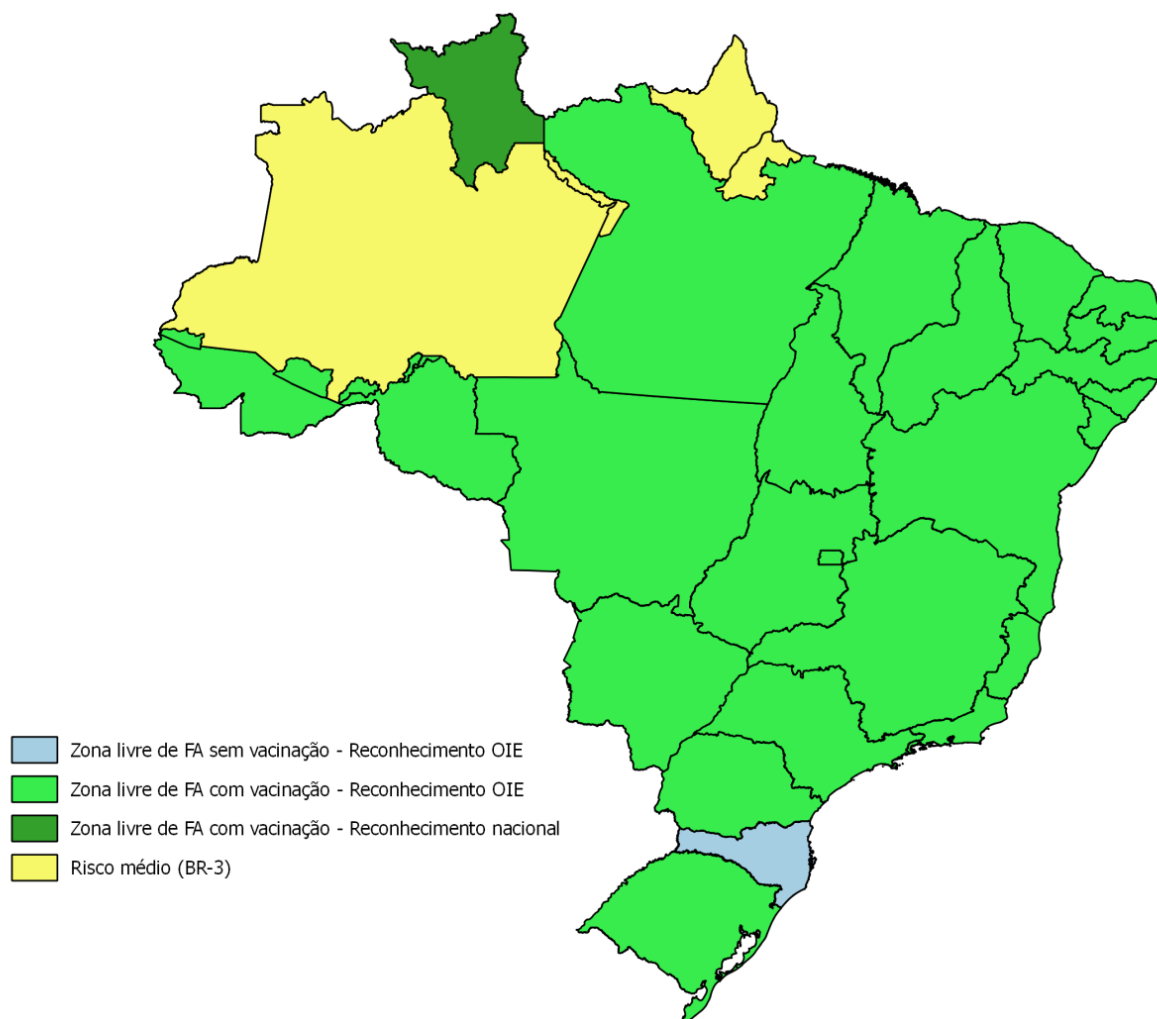 Zona livre de FA sem vacinação - Reconhecimento OIE
Zona livre de FA com vacinação - Reconhecimento OIE
Zona livre de FA com vacinação - Reconhecimento nacional
Risco médio (BR-3)